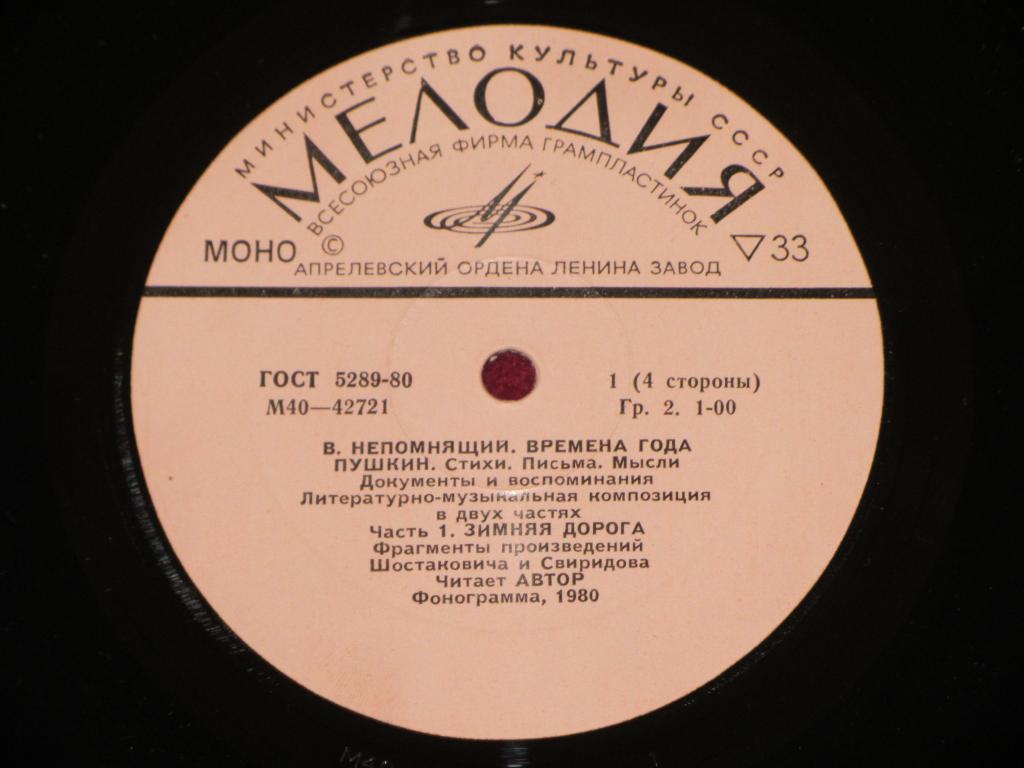 МИНИСТЕРСТВО КУЛЬТУРЫ СССР
МЕЛОДИЯ
ВСЕСОЮЗНАЯ ФИРМА ГРАМПЛАСТИНОК
МОНО © ▽33
АПРЕЛЕВСКИЙ ОРДЕНА ЛЕНИНА ЗАВОД
ГОСТ 5289-80 1 (4 стороны)
М40—42721 Гр. 2. 1-00
В. НЕПОМНЯЩИЙ. ВРЕМЕНА ГОДА
ПУШКИН. Стихи. Письма. Мысли
Документы и воспоминания
Литературно-музыкальная композиция
в двух частях
Часть 1. ЗИМНЯЯ ДОРОГА
Фрагменты произведений
Шостаковича и Свиридова
Читает АВТОР
Фонограмма, 1980